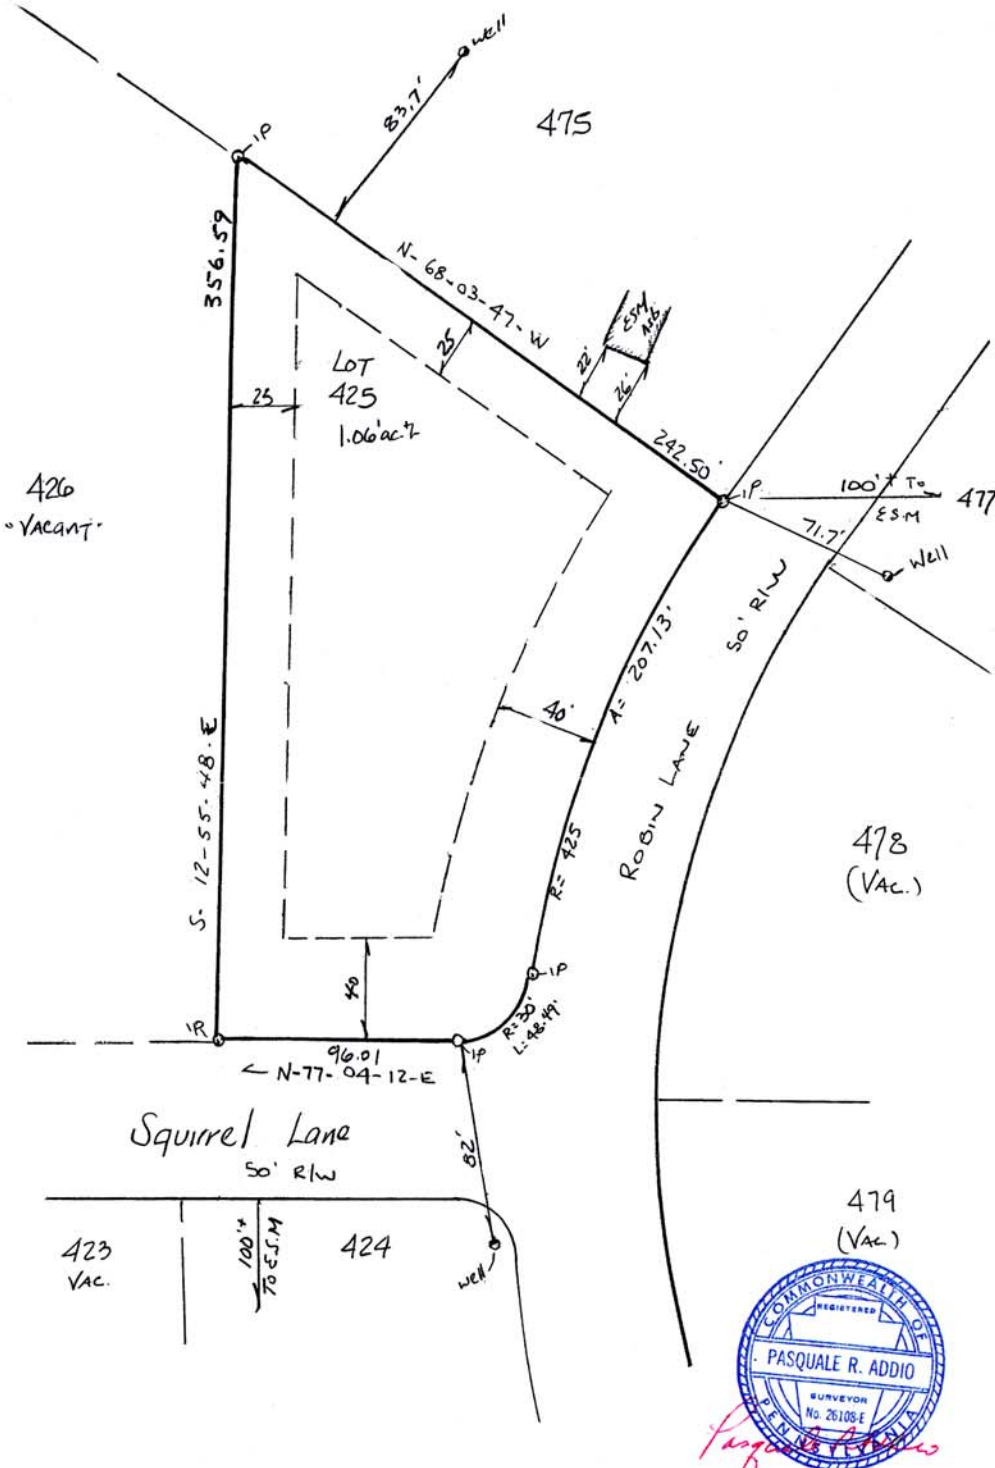 well
83.7'
475
IP
356.59
N-68-03-47-W
ESM
22'
26'
25
LOT
425
1.06 ac.±
25
242.50'
IP
100'± To
ESM
477
426
"VACANT"
71.7'
Well
50' R/W
A= 207.13'
40'
ROBIN LANE
S. 12-55-48-E
R= 425
478
(VAC.)
IP
40
R=30'
L=48.49'
IP
IP
96.01
← N-77-04-12-E
Squirrel Lane
50' R/W
82'
423
VAC.
100'±
TO ESM
424
well
479
(VAC.)
COMMONWEALTH OF
REGISTERED
PASQUALE R. ADDIO
SURVEYOR
No. 26108-E
PENNSYLVANIA